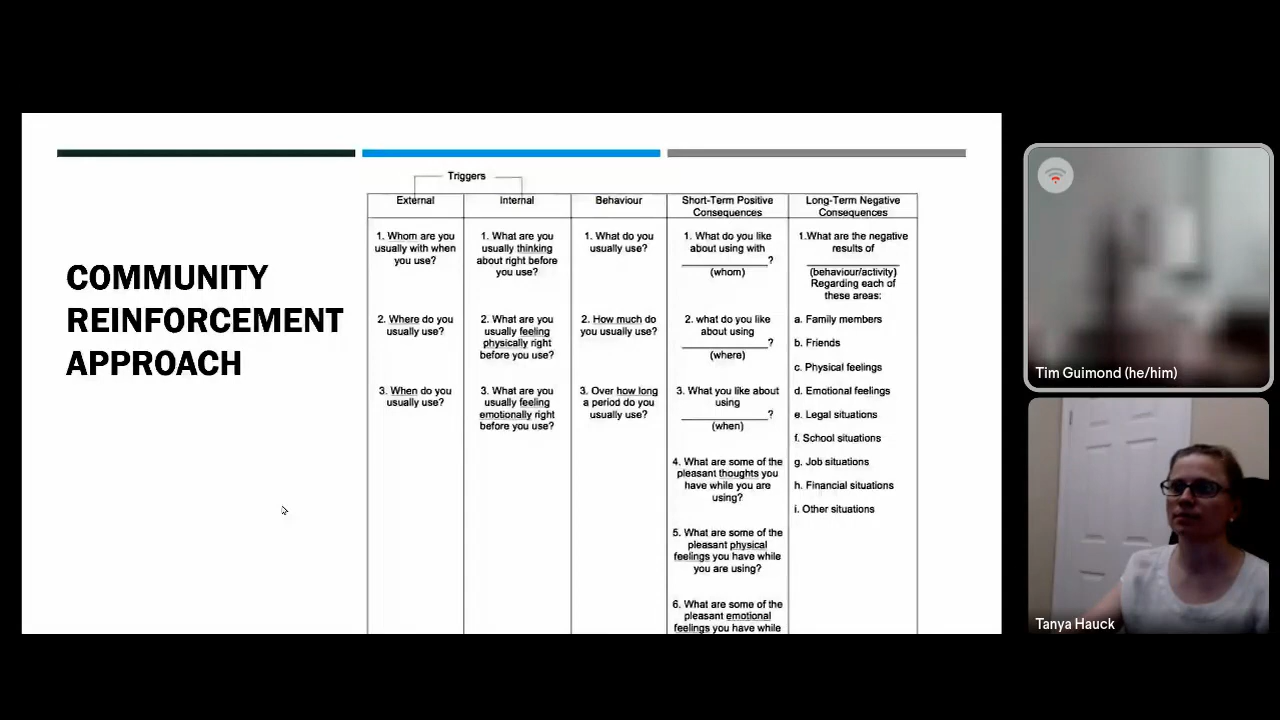 COMMUNITY
REINFORCEMENT
APPROACH
Triggers
External
Internal
Behaviour
Short-Term Positive
Consequences
Long-Term Negative
Consequences
1. Whom are you
usually with when
you use?
2. Where do you
usually use?
3. When do you
usually use?
1. What are you
usually thinking
about right before
you use?
2. What are you
usually feeling
physically right
before you use?
3. What are you
usually feeling
emotionally right
before you use?
1. What do you
usually use?
2. How much do
you usually use?
3. Over how long
a period do you
usually use?
1. What do you like
about using with
_______________?
(whom)
2. what do you like
about using
_______________?
(where)
3. What you like about
using
_______________?
(when)
4. What are some of the
pleasant thoughts you
have while you are
using?
5. What are some of the
pleasant physical
feelings you have while
you are using?
6. What are some of the
pleasant emotional
feelings you have while
1.What are the negative
results of
________________
(behaviour/activity)
Regarding each of
these areas:
a. Family members
b. Friends
c. Physical feelings
d. Emotional feelings
e. Legal situations
f. School situations
g. Job situations
h. Financial situations
i. Other situations
Tim Guimond (he/him)
Tanya Hauck